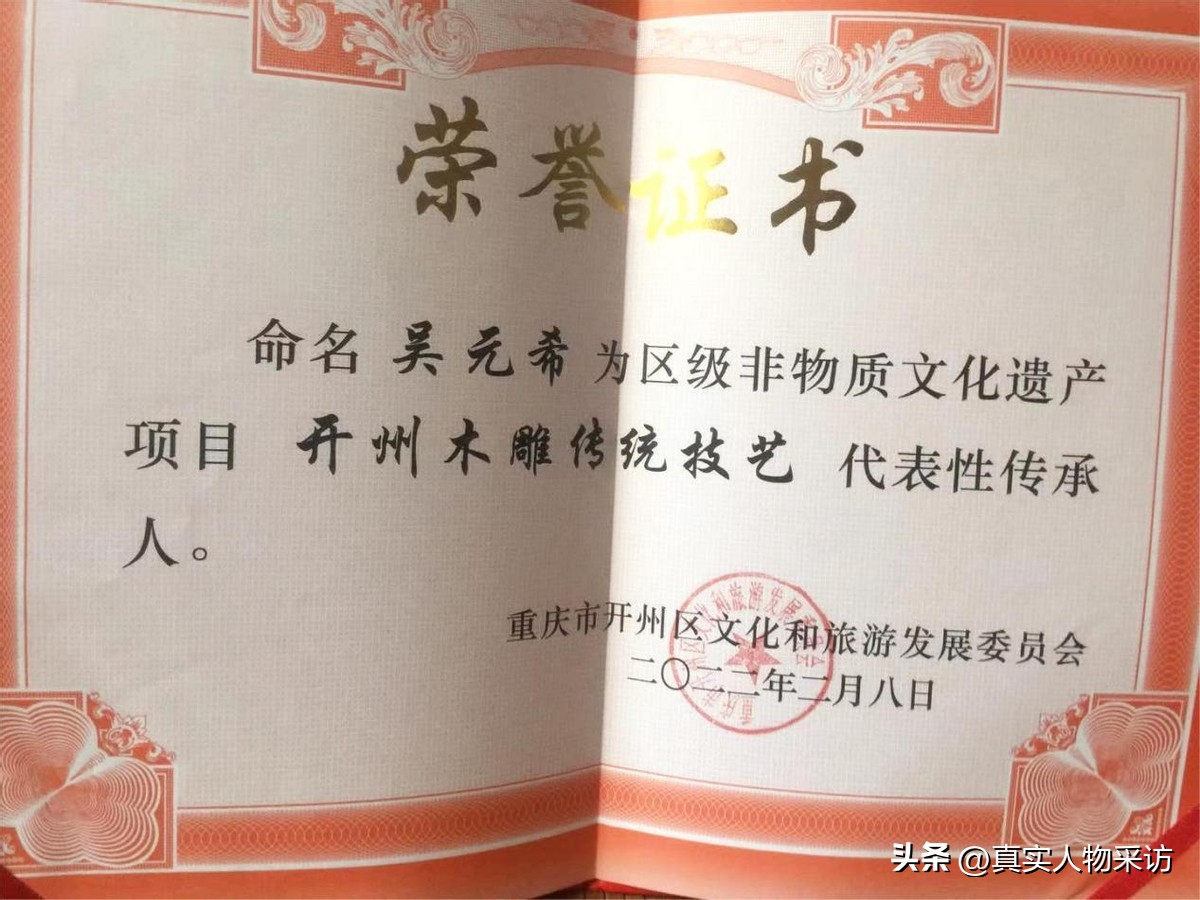 荣誉证书
命名 吴元希 为区级非物质文化遗产
项目 开州木雕传统技艺 代表性传承
人。
重庆市开州区文化和旅游发展委员会
二〇二二年二月八日
头条 @真实人物采访